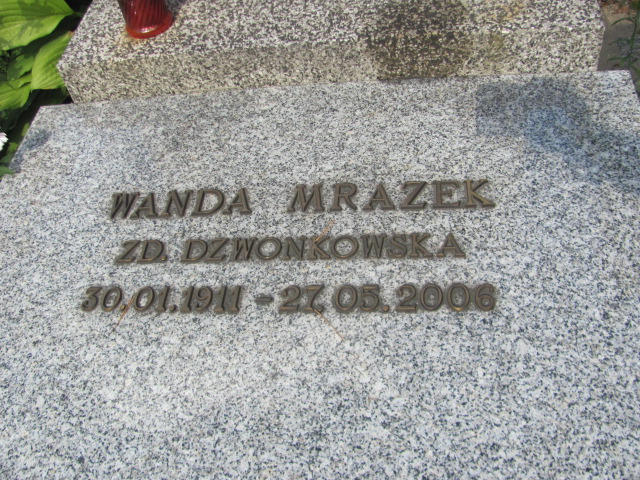 WANDA MRAZEK
ZD. DZWONKOWSKA
30.01.1911 - 27.05.2006